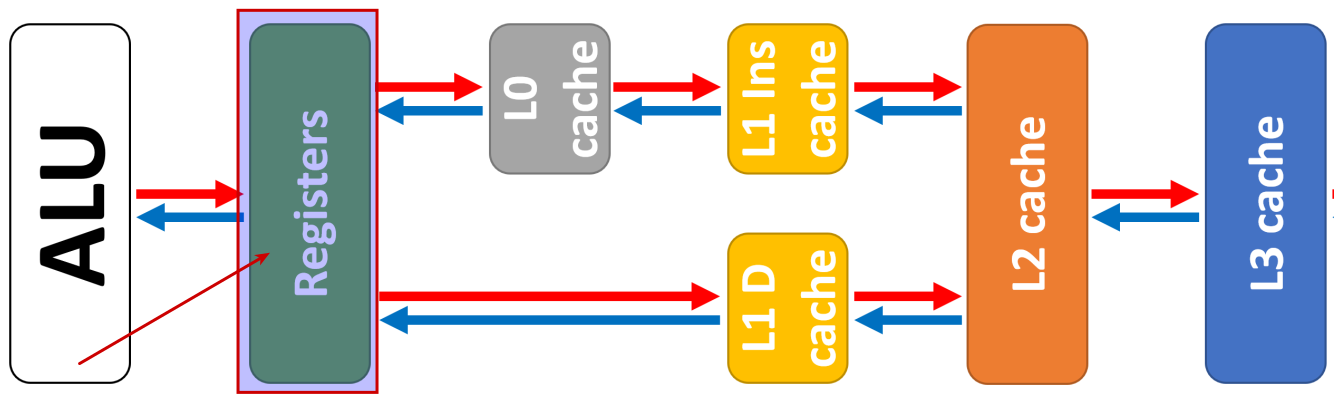 ALU
Registers
L0
cache
L1 Ins
cache
L1 D
cache
L2 cache
L3 cache